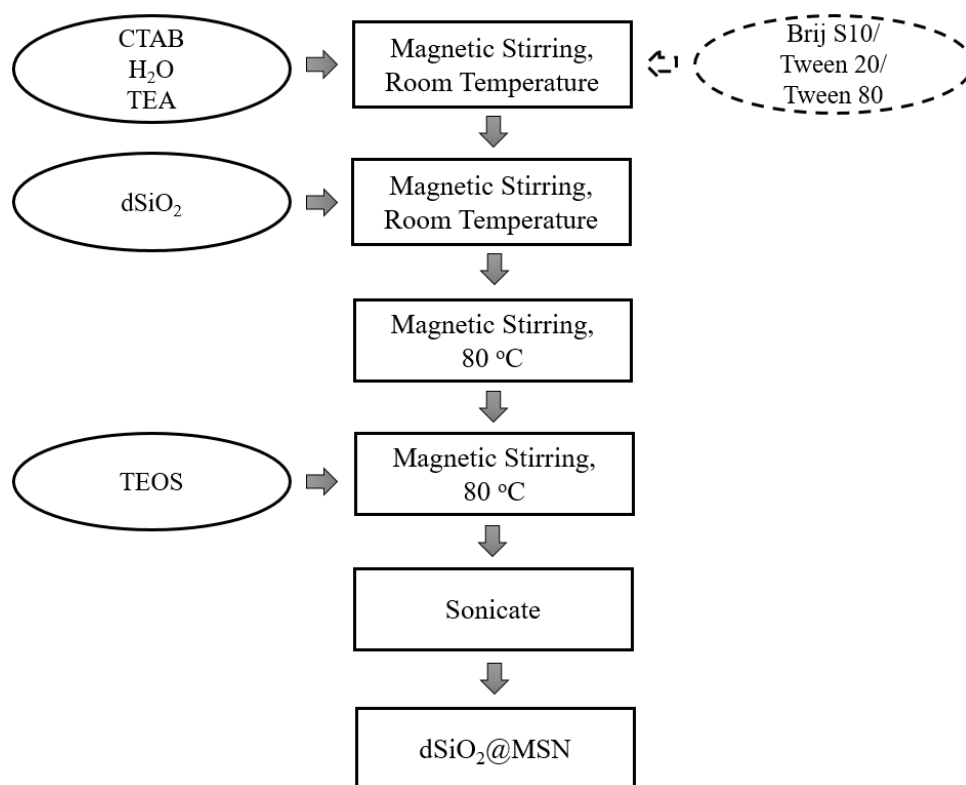 CTAB
H₂O
TEA
Magnetic Stirring,
Room Temperature
Brij S10/
Tween 20/
Tween 80
dSiO₂
Magnetic Stirring,
Room Temperature
Magnetic Stirring,
80 ᵒC
TEOS
Magnetic Stirring,
80 ᵒC
Sonicate
dSiO₂@MSN